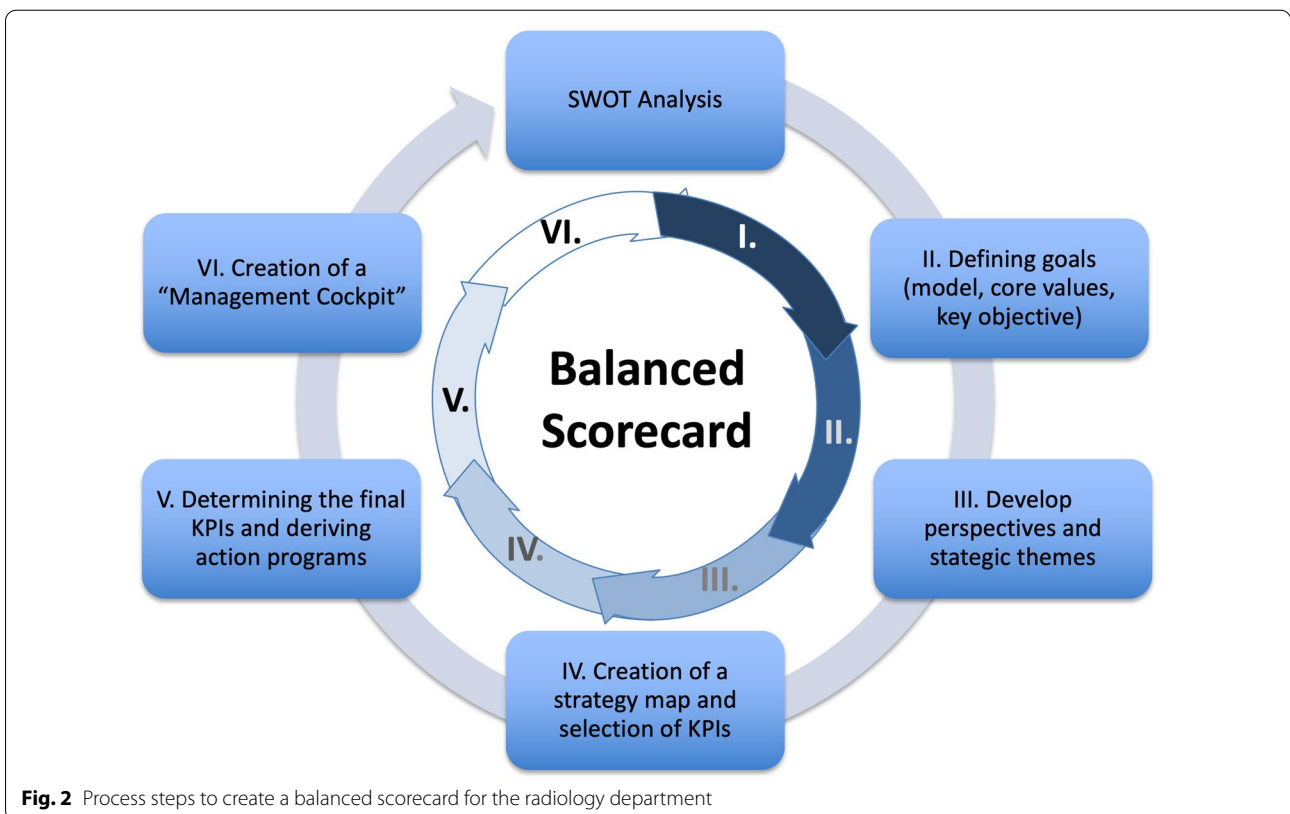 SWOT Analysis
II. Defining goals
(model, core values,
key objective)
III. Develop
perspectives and
stategic themes
IV. Creation of a
strategy map and
selection of KPIs
V. Determining the final
KPIs and deriving
action programs
VI. Creation of a
“Management Cockpit”
I.
II.
III.
IV.
V.
VI.
Balanced
Scorecard
Fig. 2 Process steps to create a balanced scorecard for the radiology department